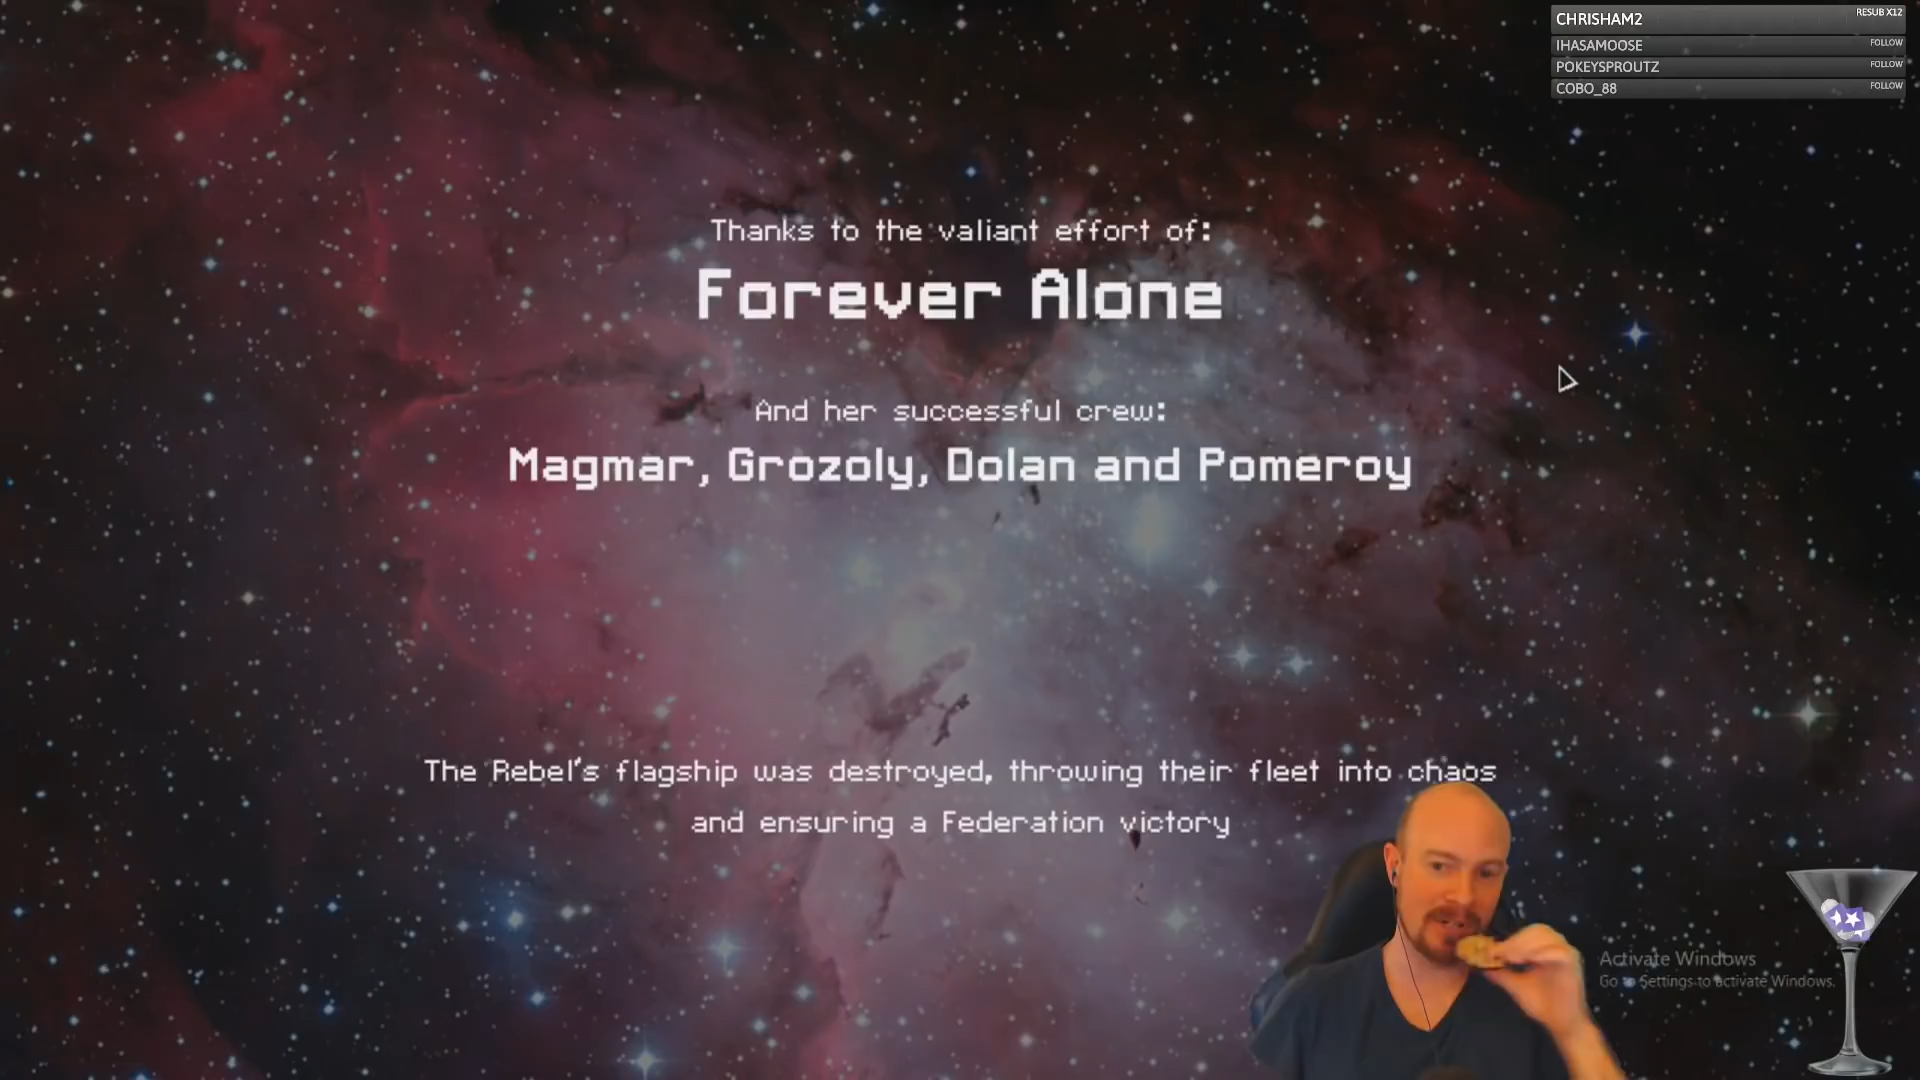 CHRISHAM2 RESUB X12
IHASAMOOSE FOLLOW
POKEYSPROUTZ FOLLOW
COBO_88 FOLLOW
Thanks to the valiant effort of:
Forever Alone
And her successful crew:
Magmar, Grozoly, Dolan and Pomeroy
The Rebel's flagship was destroyed, throwing their fleet into chaos
and ensuring a Federation victory
Activate Windows
Go to Settings to activate Windows.